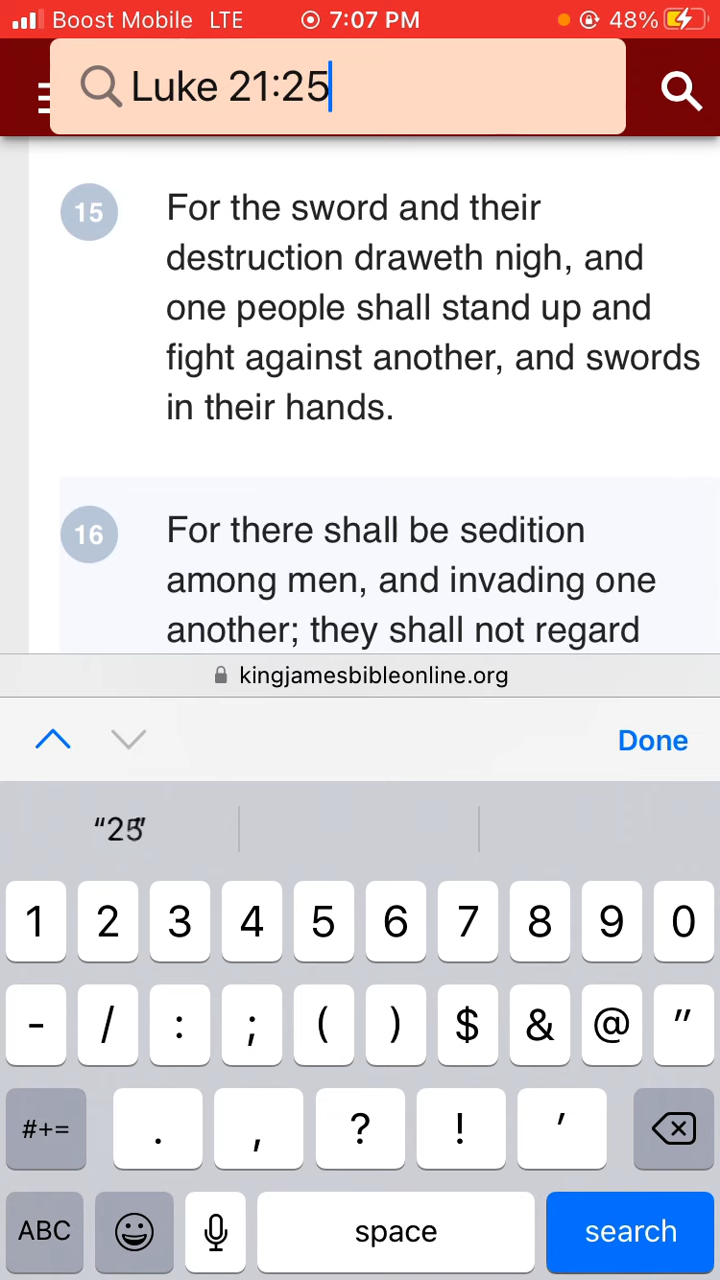 Boost Mobile LTE 7:07 PM 48%
Luke 21:25
15 For the sword and their
destruction draweth nigh, and
one people shall stand up and
fight against another, and swords
in their hands.
16 For there shall be sedition
among men, and invading one
another; they shall not regard
kingjamesbibleonline.org
Done
“25”
1 2 3 4 5 6 7 8 9 0
- / : ; ( ) $ & @ "
#+= . , ? ! '
ABC space search